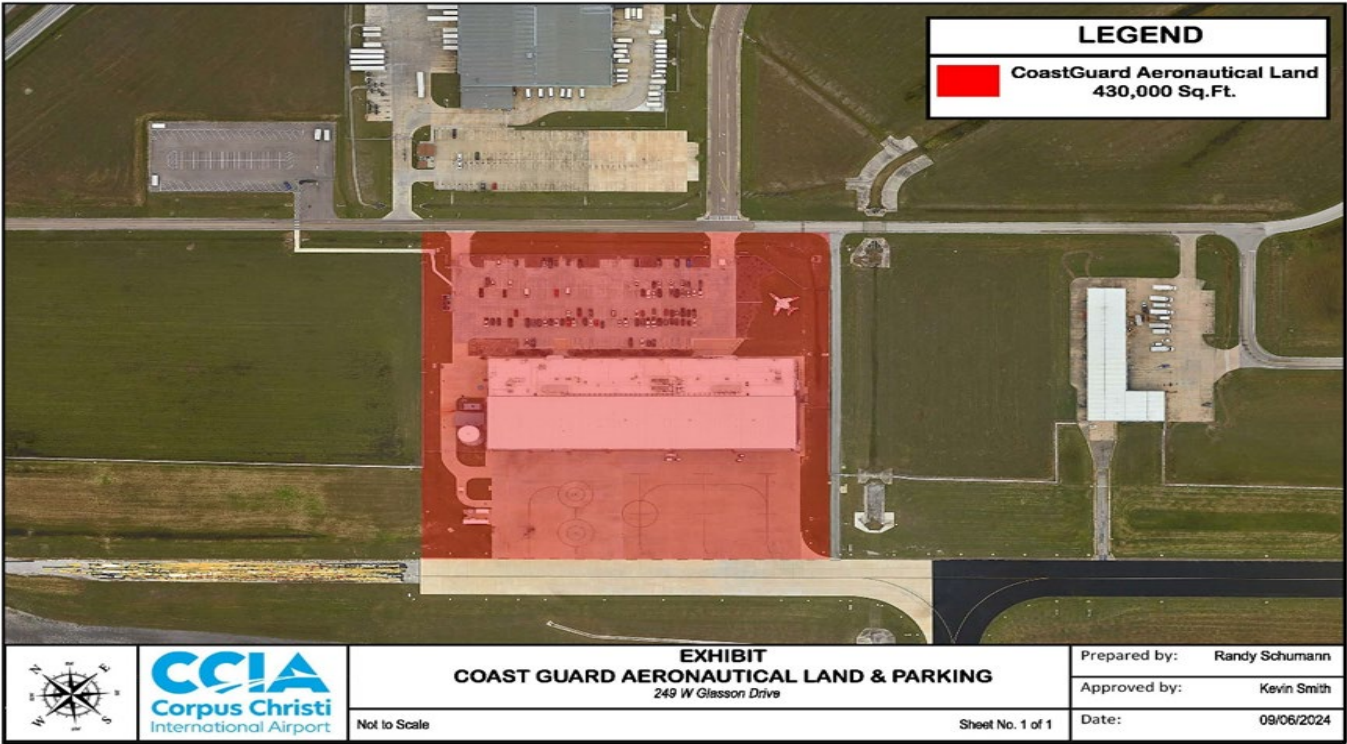 LEGEND
CoastGuard Aeronautical Land
430,000 Sq.Ft.
N
E
W
S
CCIA
Corpus Christi
International Airport
EXHIBIT
COAST GUARD AERONAUTICAL LAND & PARKING
249 W Glasson Drive
Not to Scale
Sheet No. 1 of 1
Prepared by: Randy Schumann
Approved by: Kevin Smith
Date: 09/06/2024